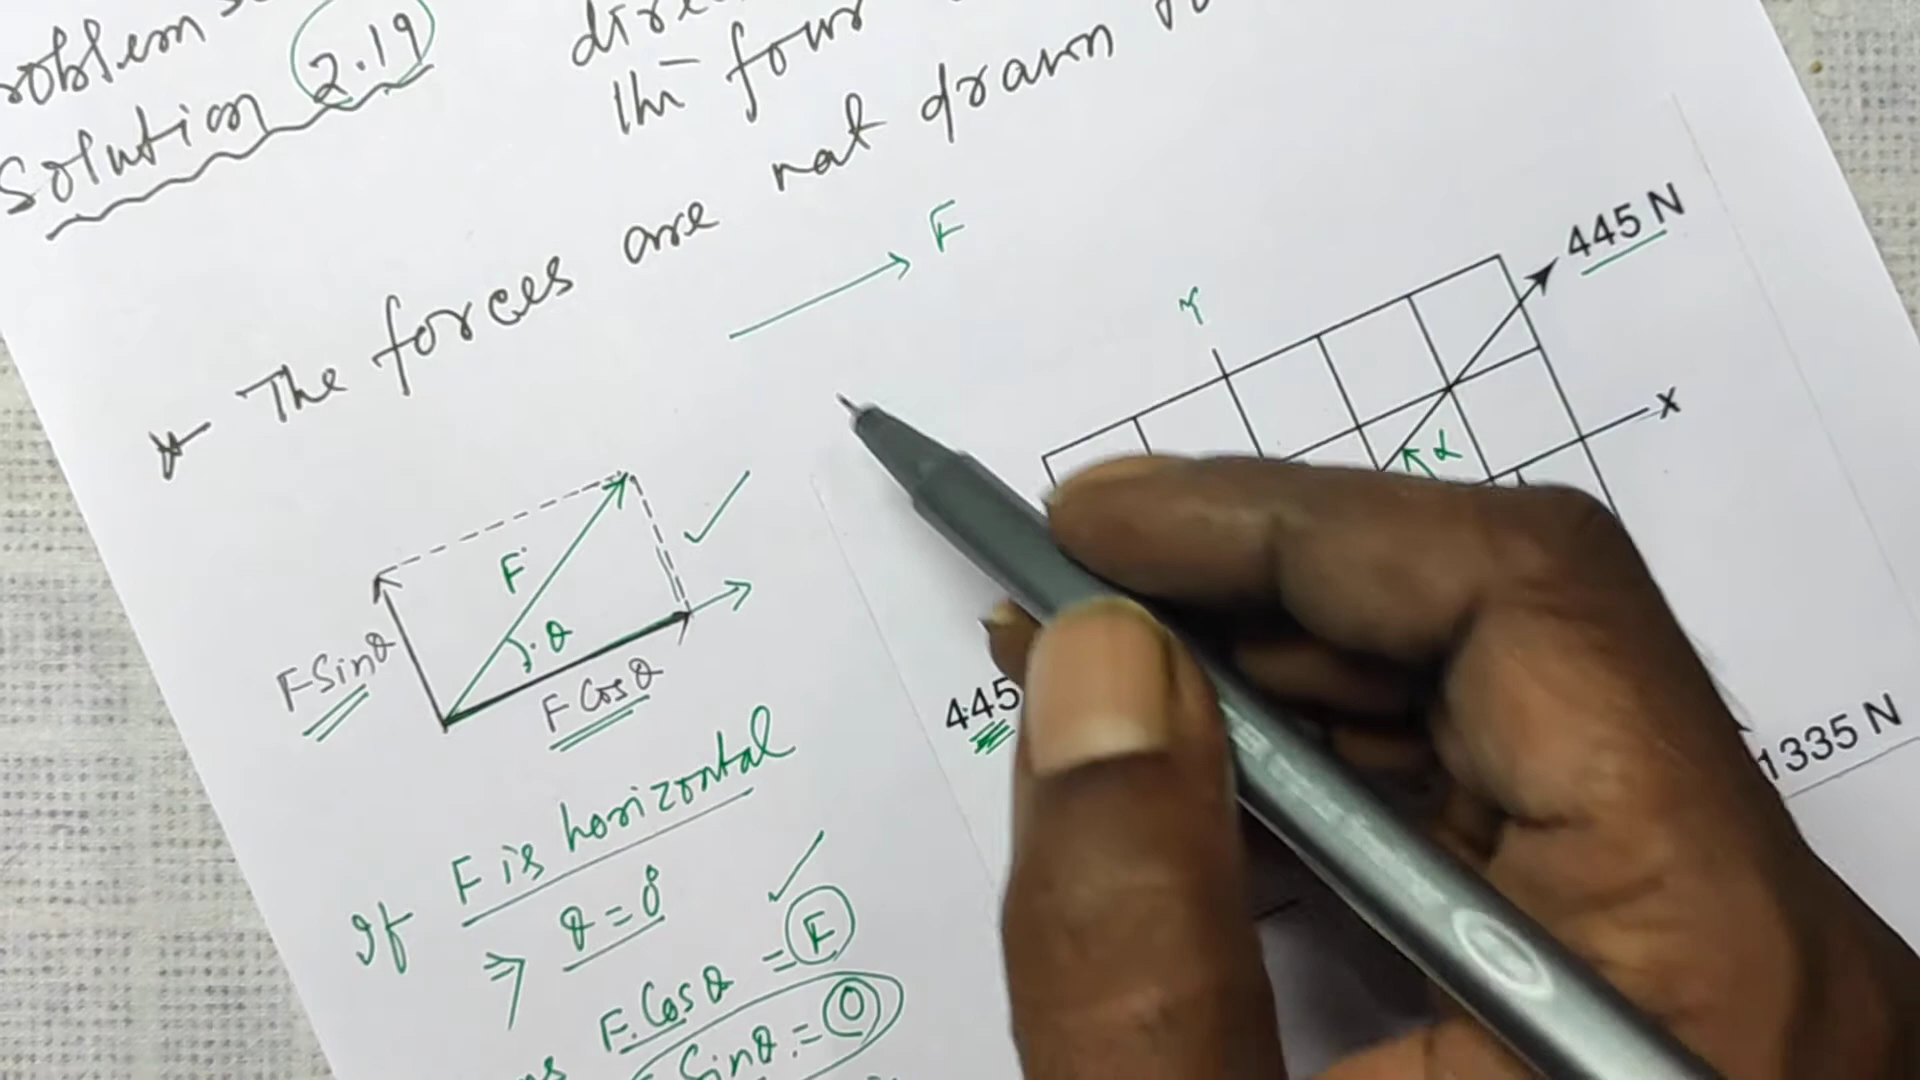 Solution 2.19
the four
* The forces are not drawn
F
Y
445 N
X
α
F
θ
F Sinθ
F Cosθ
445
1335 N
If F is horizontal
⇒ θ = 0°
F. Cosθ = F
Sinθ = 0